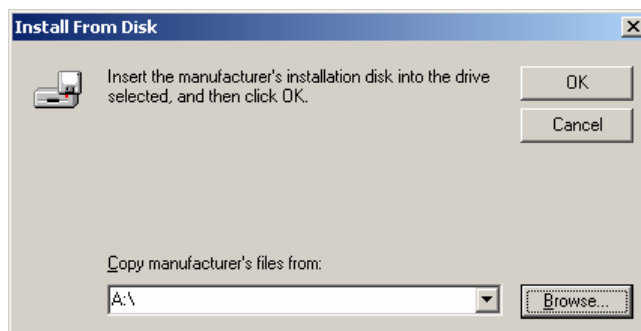 Install From Disk
Insert the manufacturer's installation disk into the drive
selected, and then click OK.
OK
Cancel
Copy manufacturer's files from:
A:\
Browse...